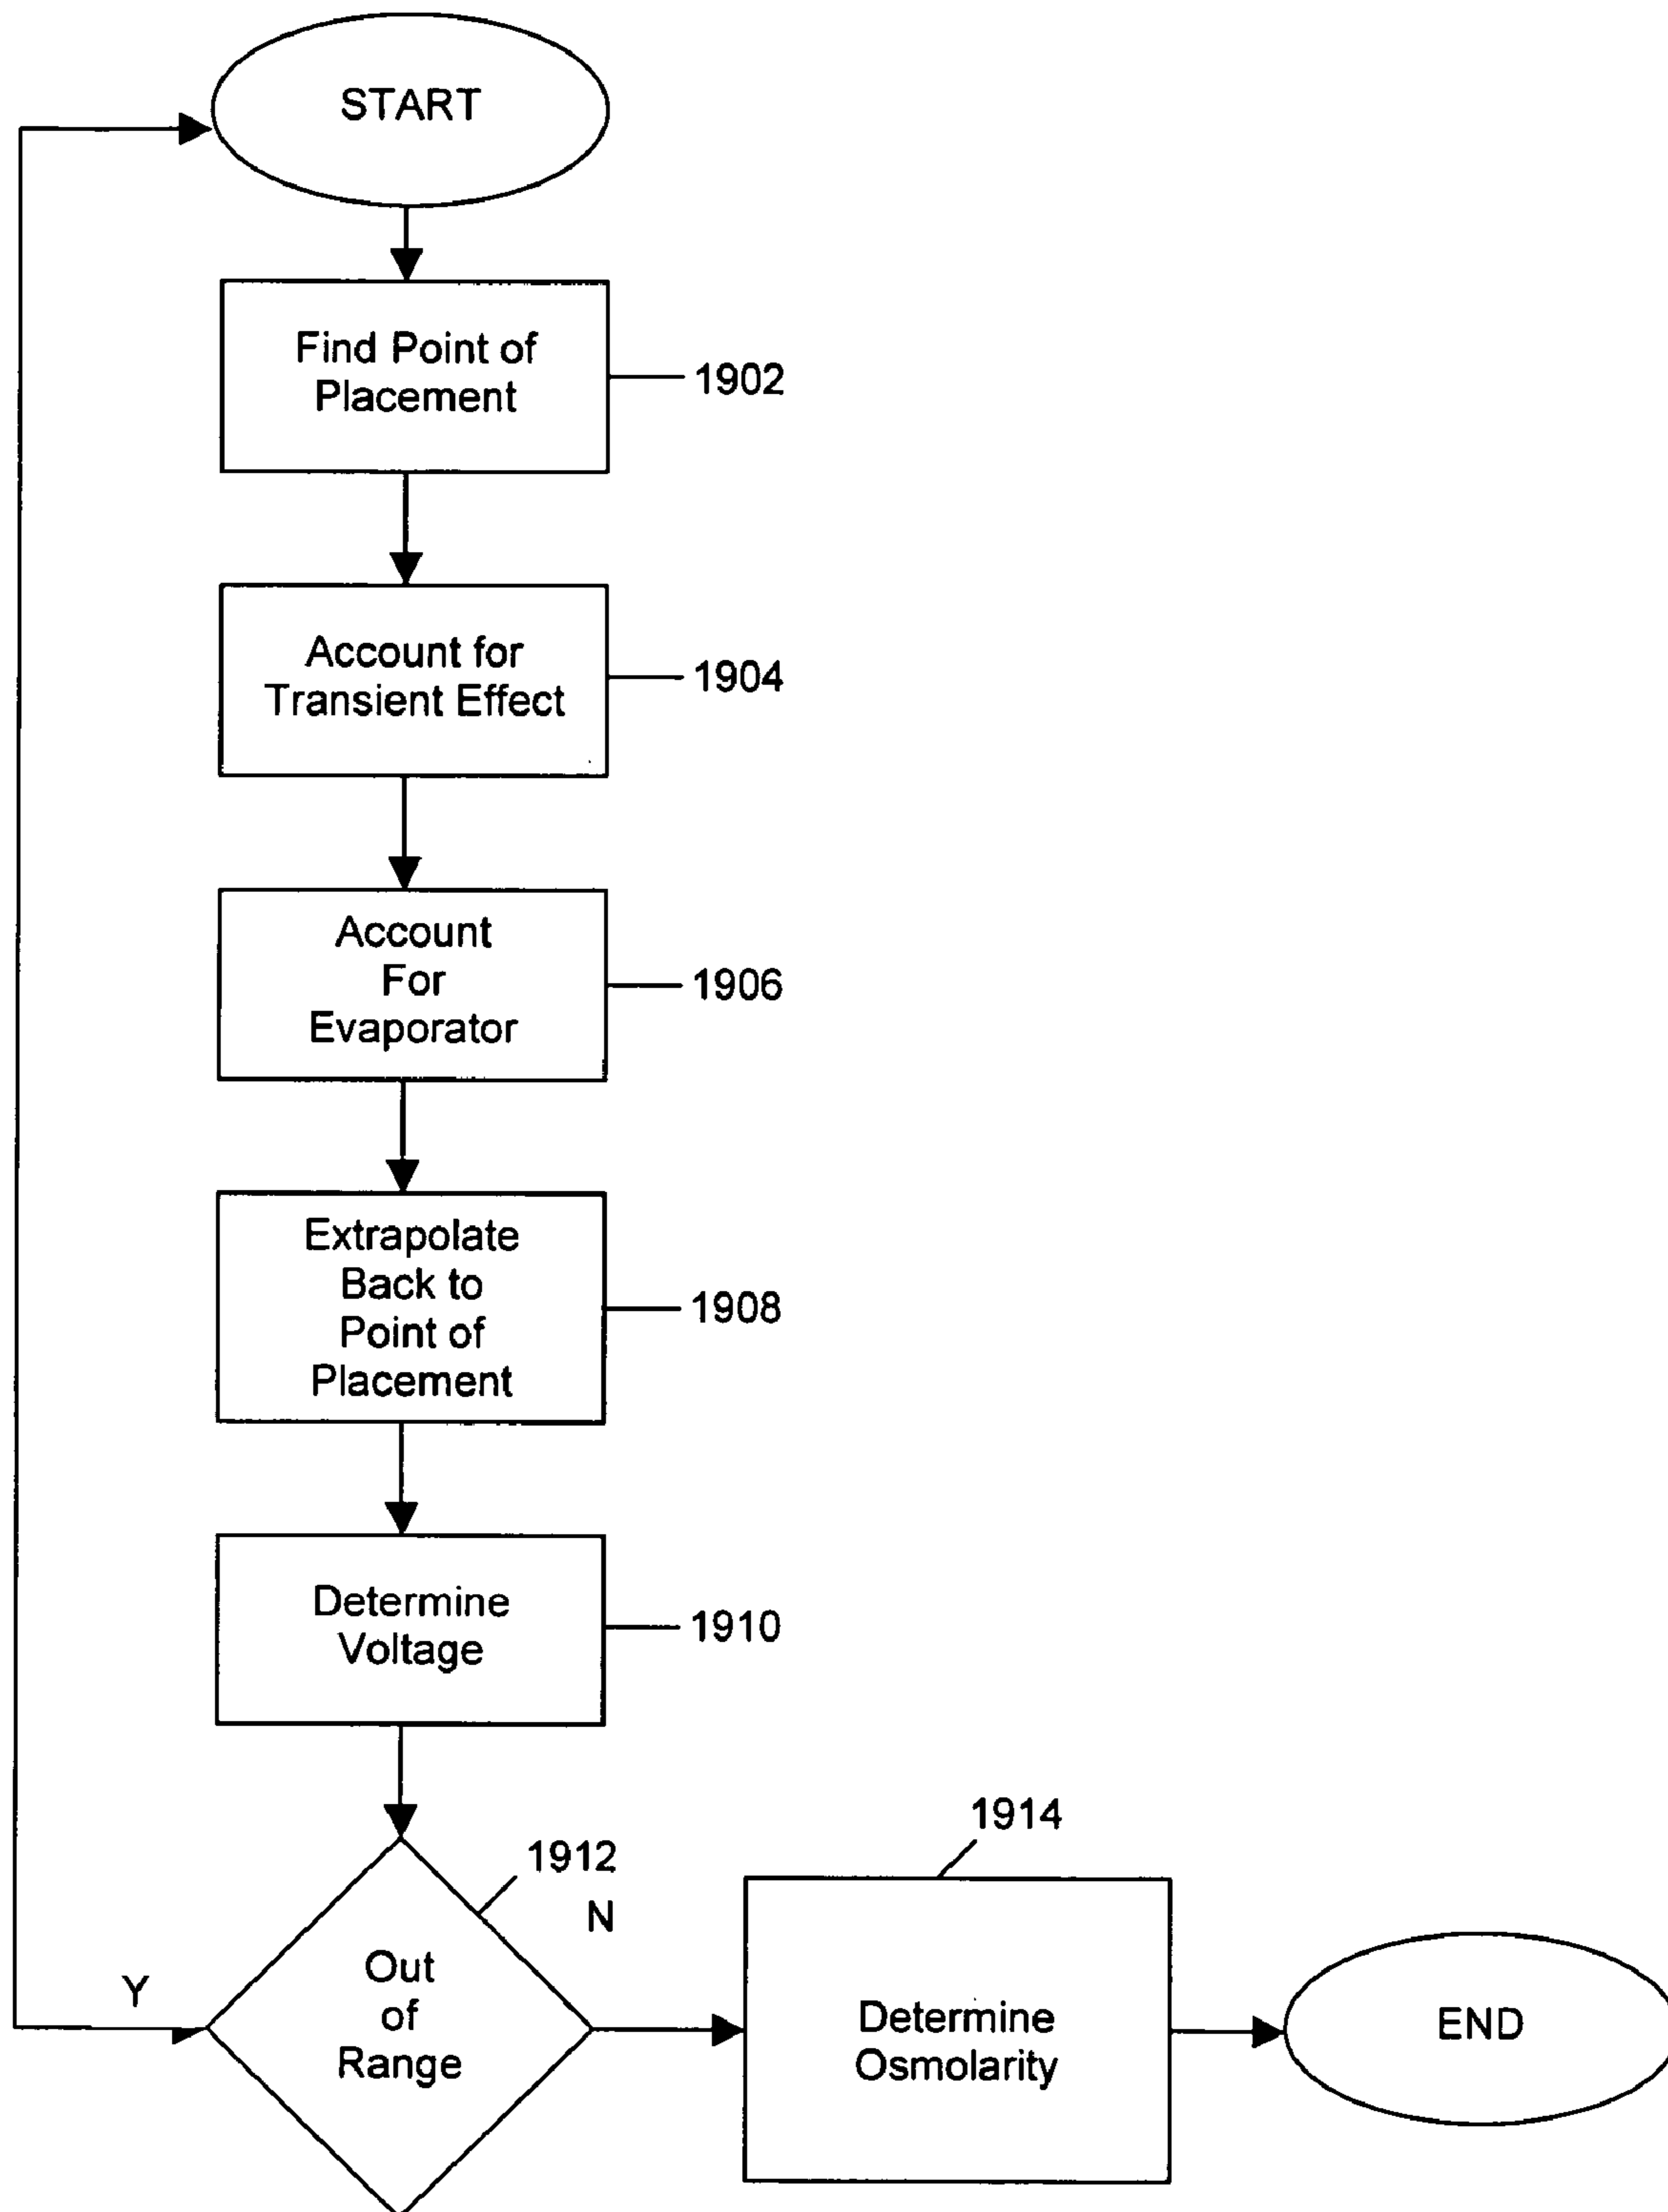 START
Find Point of
Placement
1902
Account for
Transient Effect
1904
Account
For
Evaporator
1906
Extrapolate
Back to
Point of
Placement
1908
Determine
Voltage
1910
1912
N
Y
Out
of
Range
1914
Determine
Osmolarity
END